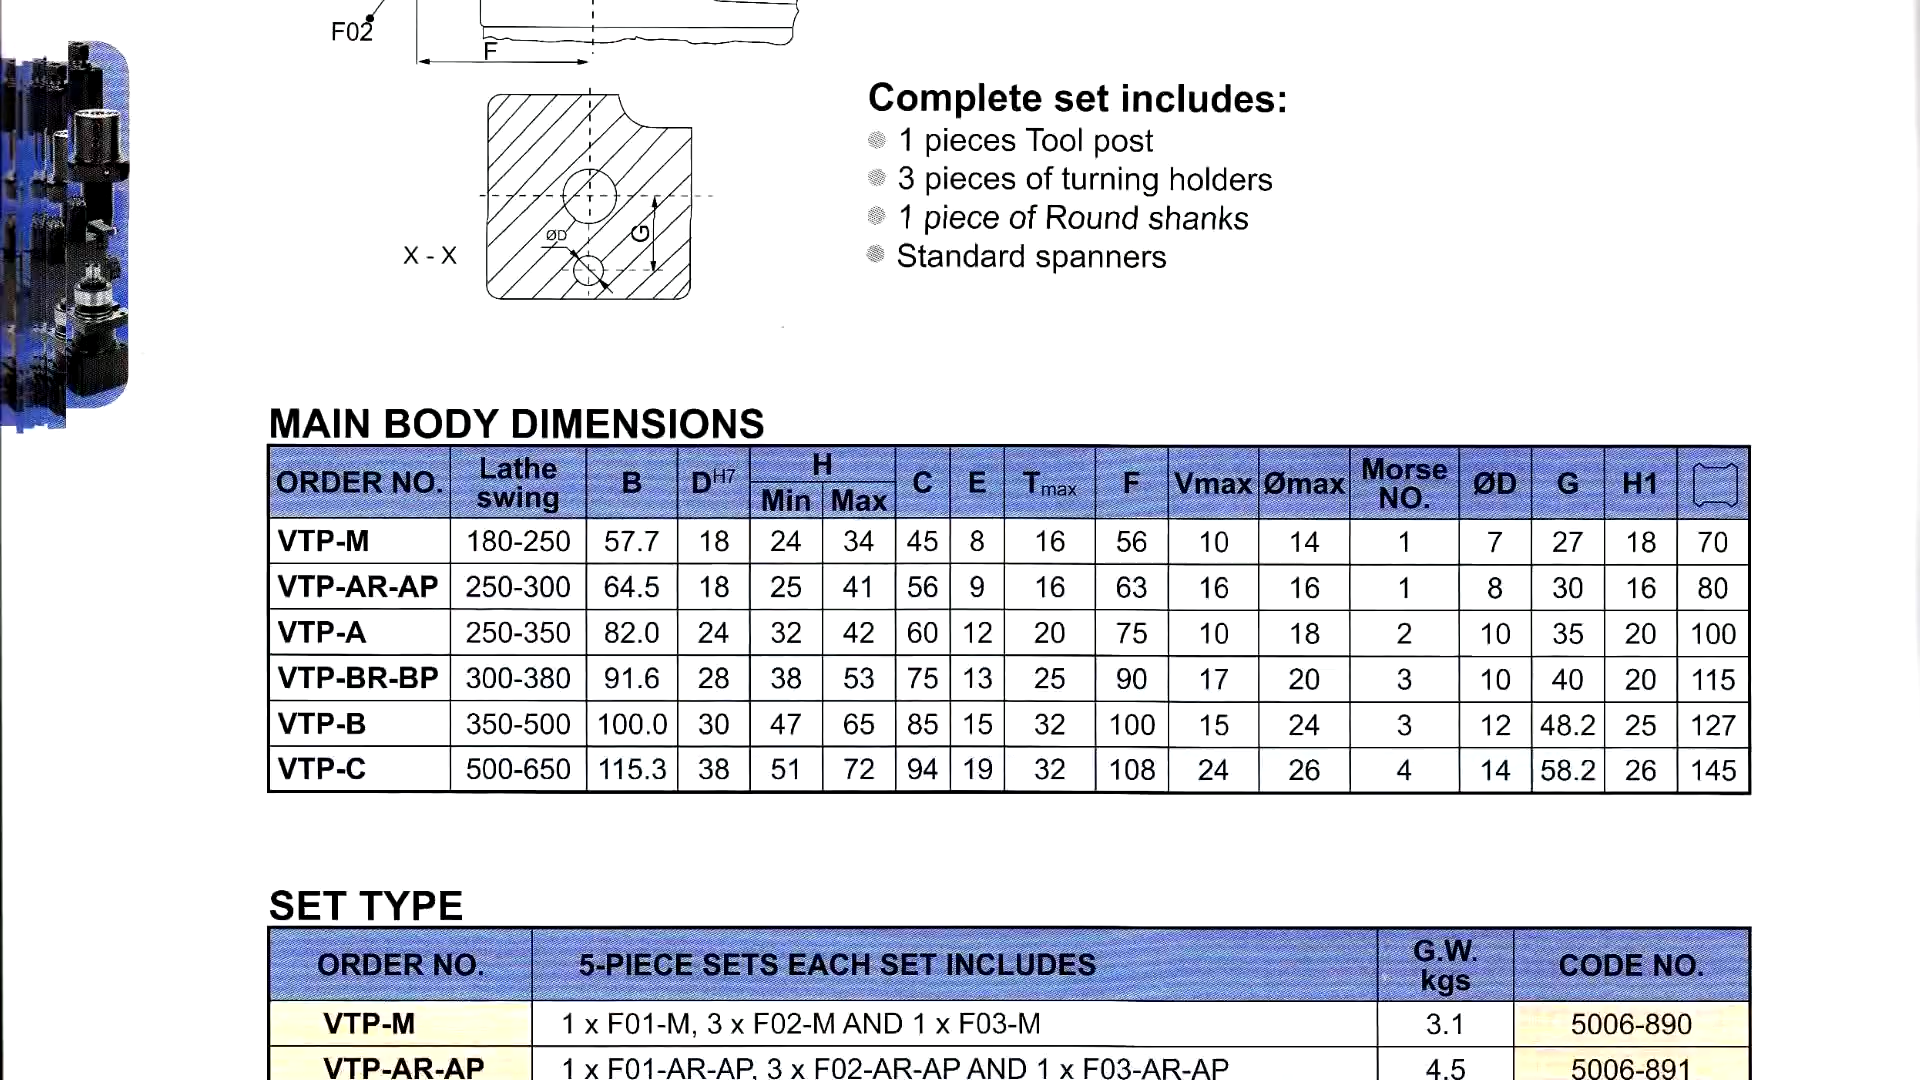 F02
F
Complete set includes:
1 pieces Tool post
3 pieces of turning holders
1 piece of Round shanks
Standard spanners
ØD
G
X - X
MAIN BODY DIMENSIONS
ORDER NO. Lathe swing B D H7 H Min Max C E Tmax F Vmax Ømax Morse NO. ØD G H1
VTP-M 180-250 57.7 18 24 34 45 8 16 56 10 14 1 7 27 18 70
VTP-AR-AP 250-300 64.5 18 25 41 56 9 16 63 16 16 1 8 30 16 80
VTP-A 250-350 82.0 24 32 42 60 12 20 75 10 18 2 10 35 20 100
VTP-BR-BP 300-380 91.6 28 38 53 75 13 25 90 17 20 3 10 40 20 115
VTP-B 350-500 100.0 30 47 65 85 15 32 100 15 24 3 12 48.2 25 127
VTP-C 500-650 115.3 38 51 72 94 19 32 108 24 26 4 14 58.2 26 145
SET TYPE
ORDER NO. 5-PIECE SETS EACH SET INCLUDES G.W. kgs CODE NO.
VTP-M 1 x F01-M, 3 x F02-M AND 1 x F03-M 3.1 5006-890
VTP-AR-AP 1 x F01-AR-AP, 3 x F02-AR-AP AND 1 x F03-AR-AP 4.5 5006-891